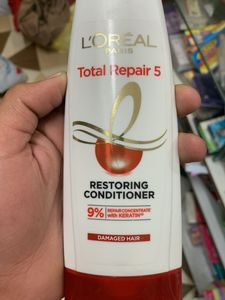 L'ORÉAL
PARIS
Total Repair 5
RESTORING
CONDITIONER
9% REPAIR CONCENTRATE
with KERATIN
DAMAGED HAIR